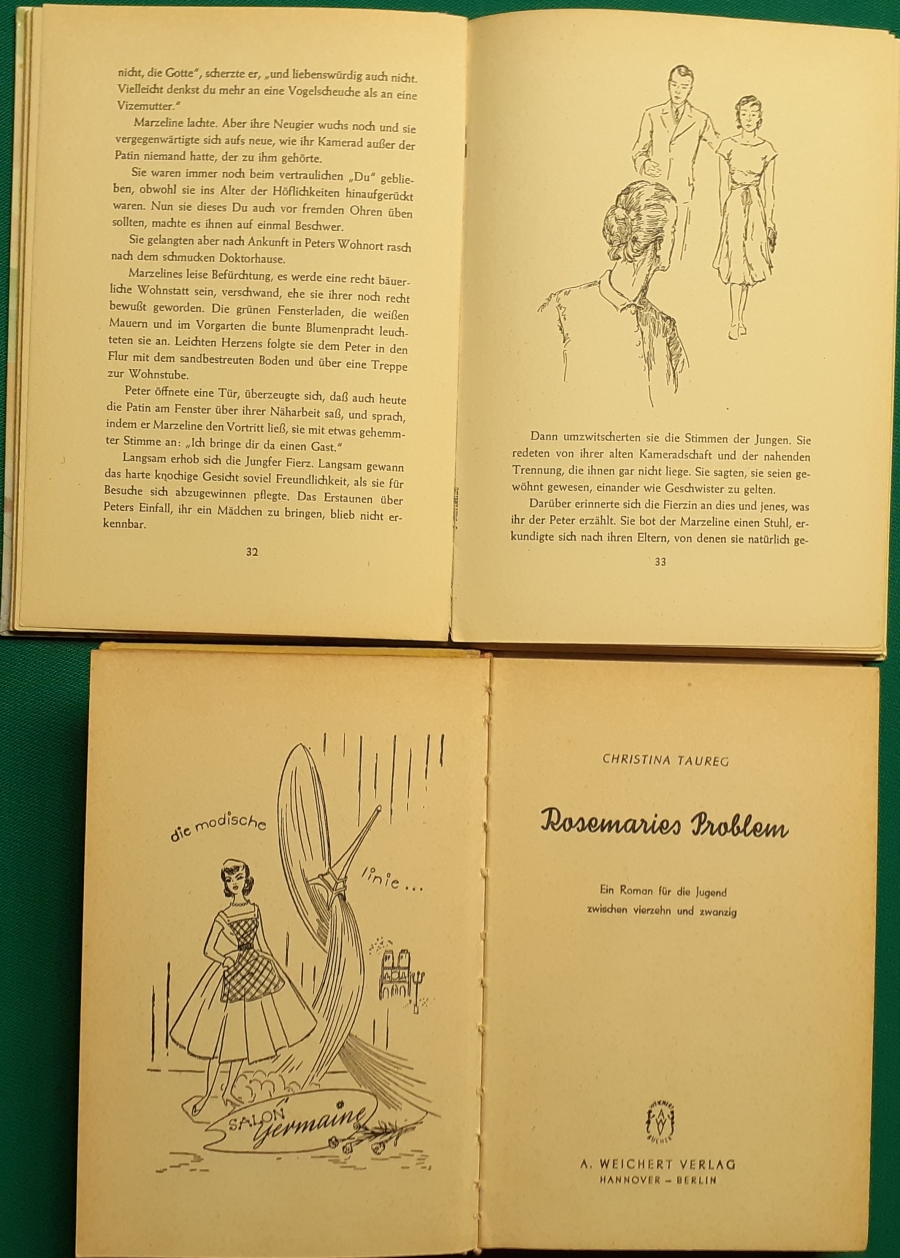 nicht, die Gotte“, scherzte er, „und liebenswürdig auch nicht.
Vielleicht denkst du mehr an eine Vogelscheuche als an eine
Vizemutter.“
Marzeline lachte. Aber ihre Neugier wuchs noch und sie
vergegenwärtigte sich aufs neue, wie ihr Kamerad außer der
Patin niemand hatte, der zu ihm gehörte.
Sie waren immer noch beim vertraulichen „Du“ geblie-
ben, obwohl sie ins Alter der Höflichkeiten hinaufgerückt
waren. Nun sie dieses Du auch vor fremden Ohren üben
sollten, machte es ihnen auf einmal Beschwer.
Sie gelangten aber nach Ankunft in Peters Wohnort rasch
nach dem schmucken Doktorhause.
Marzelines leise Befürchtung, es werde eine recht bäuer-
liche Wohnstatt sein, verschwand, ehe sie ihrer noch recht
bewußt geworden. Die grünen Fensterladen, die weißen
Mauern und im Vorgarten die bunte Blumenpracht leuch-
teten sie an. Leichten Herzens folgte sie dem Peter in den
Flur mit dem sandbestreuten Boden und über eine Treppe
zur Wohnstube.
Peter öffnete eine Tür, überzeugte sich, daß auch heute
die Patin am Fenster über ihrer Näharbeit saß, und sprach,
indem er Marzeline den Vortritt ließ, sie mit etwas gehemm-
ter Stimme an: „Ich bringe dir da einen Gast.“
Langsam erhob sich die Jungfer Fierz. Langsam gewann
das harte knochige Gesicht soviel Freundlichkeit, als sie für
Besuche sich abzugewinnen pflegte. Das Erstaunen über
Peters Einfall, ihr ein Mädchen zu bringen, blieb nicht er-
kennbar.
32
Dann umzwitscherten sie die Stimmen der Jungen. Sie
redeten von ihrer alten Kameradschaft und der nahenden
Trennung, die ihnen gar nicht liege. Sie sagten, sie seien ge-
wöhnt gewesen, einander wie Geschwister zu gelten.
Darüber erinnerte sich die Fierzin an dies und jenes, was
ihr der Peter erzählt. Sie bot der Marzeline einen Stuhl, er-
kundigte sich nach ihren Eltern, von denen sie natürlich ge-
33
die modische
linie...
SALON
Germaine
CHRISTINA TAUREG
Rosemaries Problem
Ein Roman für die Jugend
zwischen vierzehn und zwanzig
A. WEICHERT VERLAG
HANNOVER – BERLIN